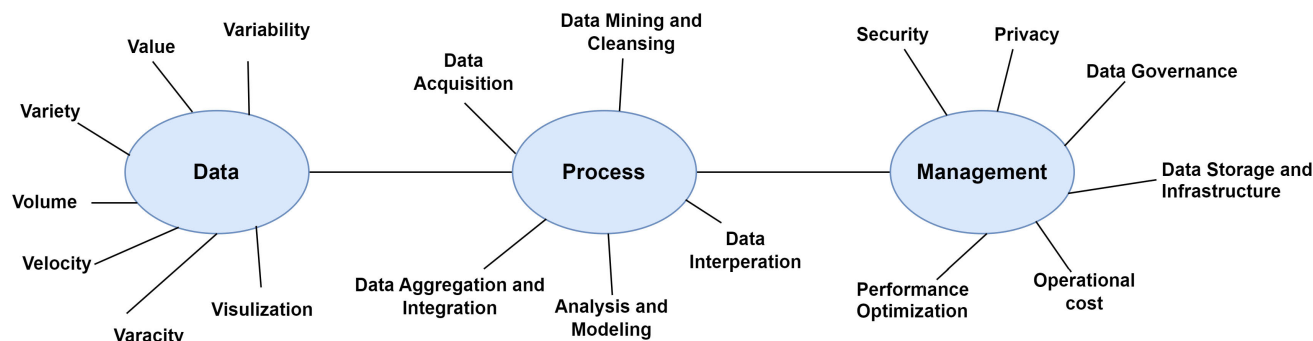 Value
Variability
Variety
Volume
Velocity
Varacity
Visulization
Data
Data
Acquisition
Data Mining and
Cleansing
Process
Data Aggregation and
Integration
Analysis and
Modeling
Data
Interperation
Security
Privacy
Data Governance
Management
Data Storage and
Infrastructure
Operational
cost
Performance
Optimization